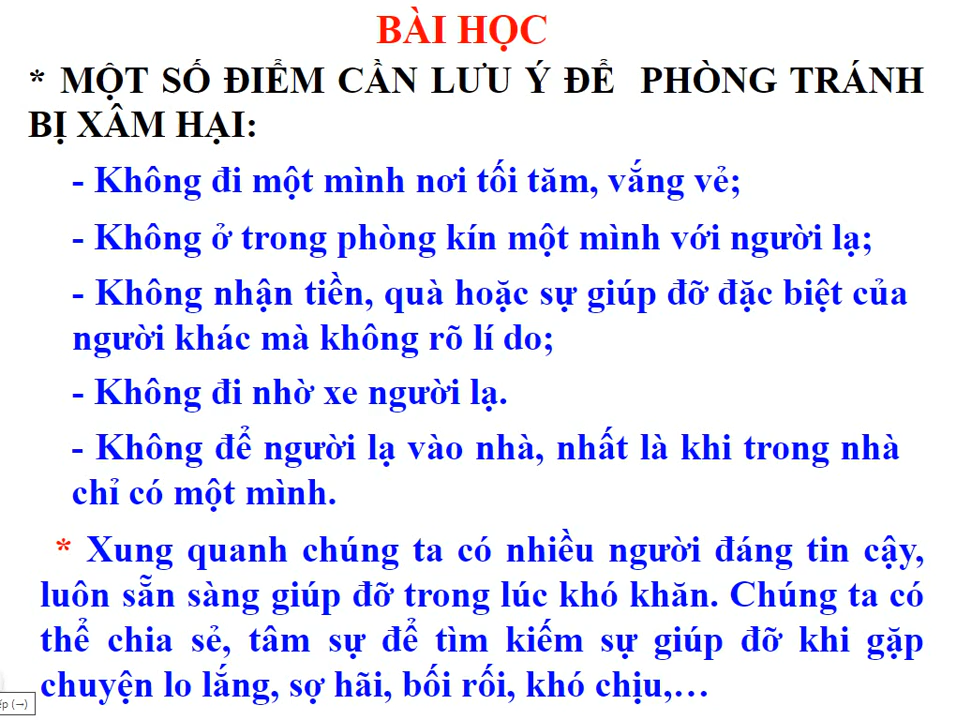 BÀI HỌC
* MỘT SỐ ĐIỂM CẦN LƯU Ý ĐỂ PHÒNG TRÁNH
BỊ XÂM HẠI:
- Không đi một mình nơi tối tăm, vắng vẻ;
- Không ở trong phòng kín một mình với người lạ;
- Không nhận tiền, quà hoặc sự giúp đỡ đặc biệt của
người khác mà không rõ lí do;
- Không đi nhờ xe người lạ.
- Không để người lạ vào nhà, nhất là khi trong nhà
chỉ có một mình.
* Xung quanh chúng ta có nhiều người đáng tin cậy,
luôn sẵn sàng giúp đỡ trong lúc khó khăn. Chúng ta có
thể chia sẻ, tâm sự để tìm kiếm sự giúp đỡ khi gặp
chuyện lo lắng, sợ hãi, bối rối, khó chịu,…
ếp (→)